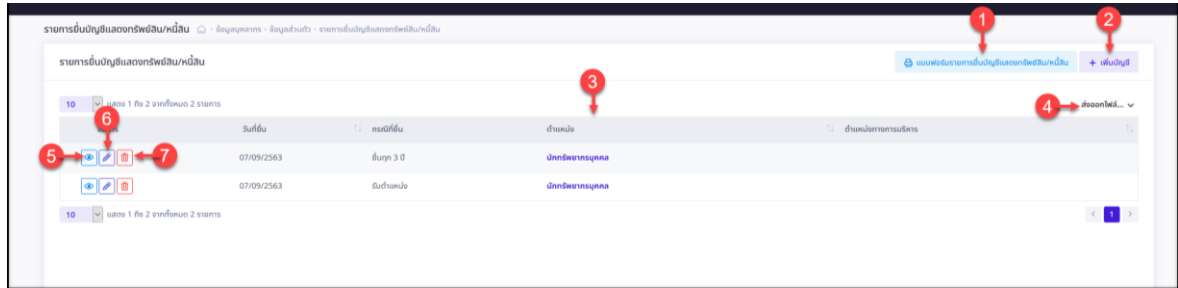 รายการยื่นบัญชีแสดงทรัพย์สิน/หนี้สิน - ข้อมูลบุคลากร - ข้อมูลส่วนตัว - รายการยื่นบัญชีแสดงทรัพย์สิน/หนี้สิน
1 2
รายการยื่นบัญชีแสดงทรัพย์สิน/หนี้สิน แบบฟอร์มรายการยื่นบัญชีแสดงทรัพย์สิน/หนี้สิน + เพิ่มบัญชี
3
10 แสดง 1 ถึง 2 จากทั้งหมด 2 รายการ 4 ส่งออกไฟล์...
6
วันที่ยื่น กรณีที่ยื่น ตำแหน่ง ตำแหน่งทางการบริหาร
5 7 07/09/2563 ยื่นทุก 3 ปี นักทรัพยากรบุคคล
07/09/2563 รับตำแหน่ง นักทรัพยากรบุคคล
10 แสดง 1 ถึง 2 จากทั้งหมด 2 รายการ < 1 >